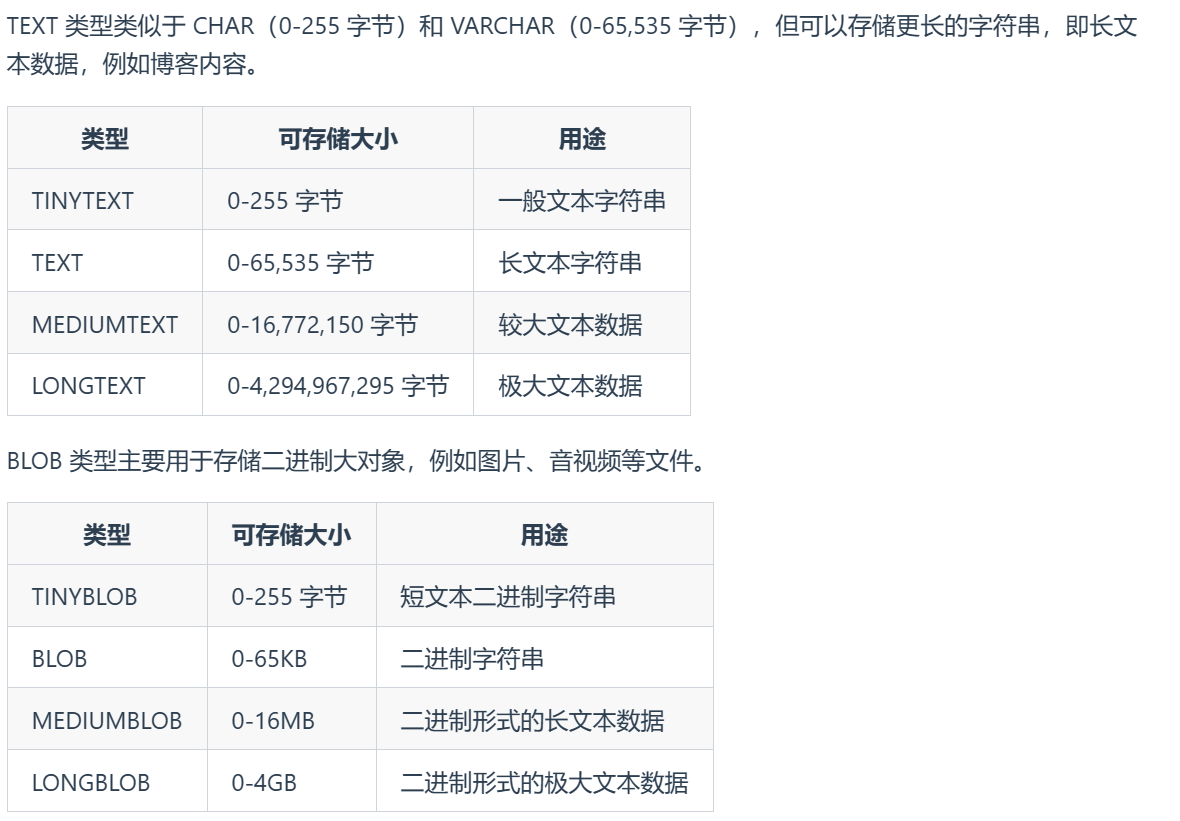 TEXT 类型类似于 CHAR（0-255 字节）和 VARCHAR（0-65,535 字节），但可以存储更长的字符串，即长文
本数据，例如博客内容。
类型 可存储大小 用途
TINYTEXT 0-255 字节 一般文本字符串
TEXT 0-65,535 字节 长文本字符串
MEDIUMTEXT 0-16,772,150 字节 较大文本数据
LONGTEXT 0-4,294,967,295 字节 极大文本数据
BLOB 类型主要用于存储二进制大对象，例如图片、音视频等文件。
类型 可存储大小 用途
TINYBLOB 0-255 字节 短文本二进制字符串
BLOB 0-65KB 二进制字符串
MEDIUMBLOB 0-16MB 二进制形式的长文本数据
LONGBLOB 0-4GB 二进制形式的极大文本数据